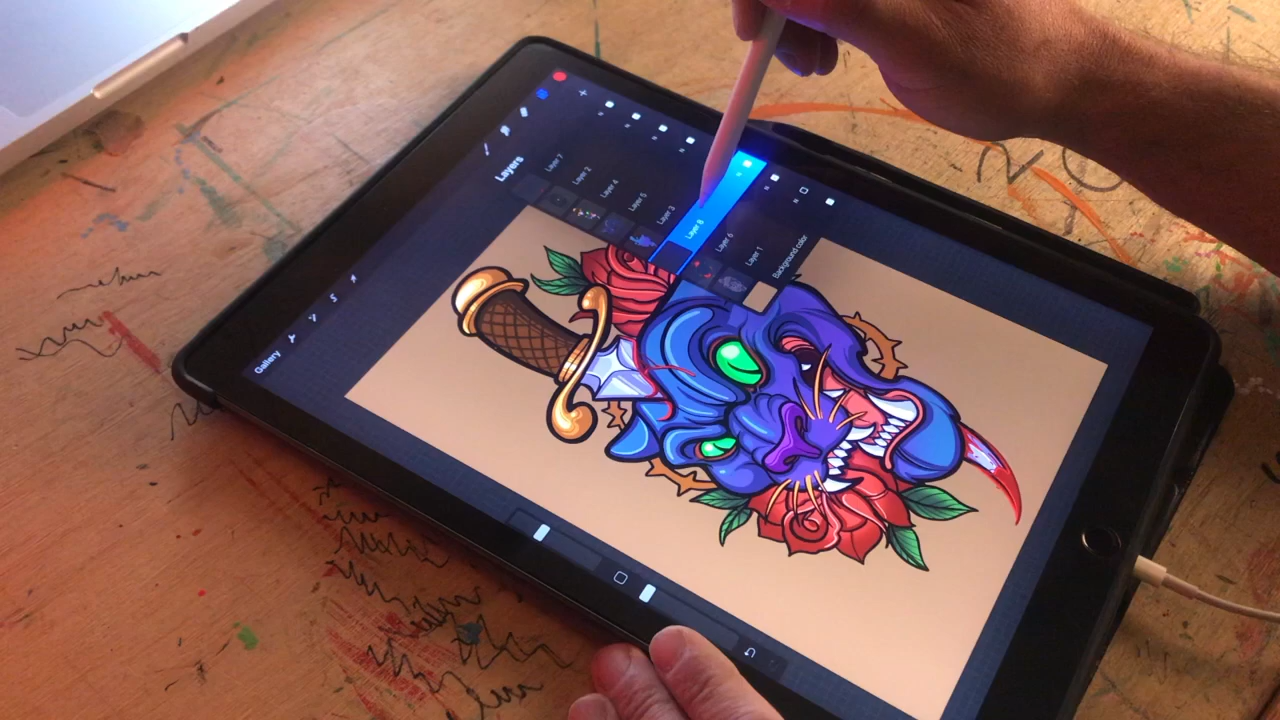 Gallery
Layers
Layer 7
Layer 2
Layer 4
Layer 5
Layer 3
Layer 8
Layer 6
Layer 1
Background color
N
N
N
N
N
N
N